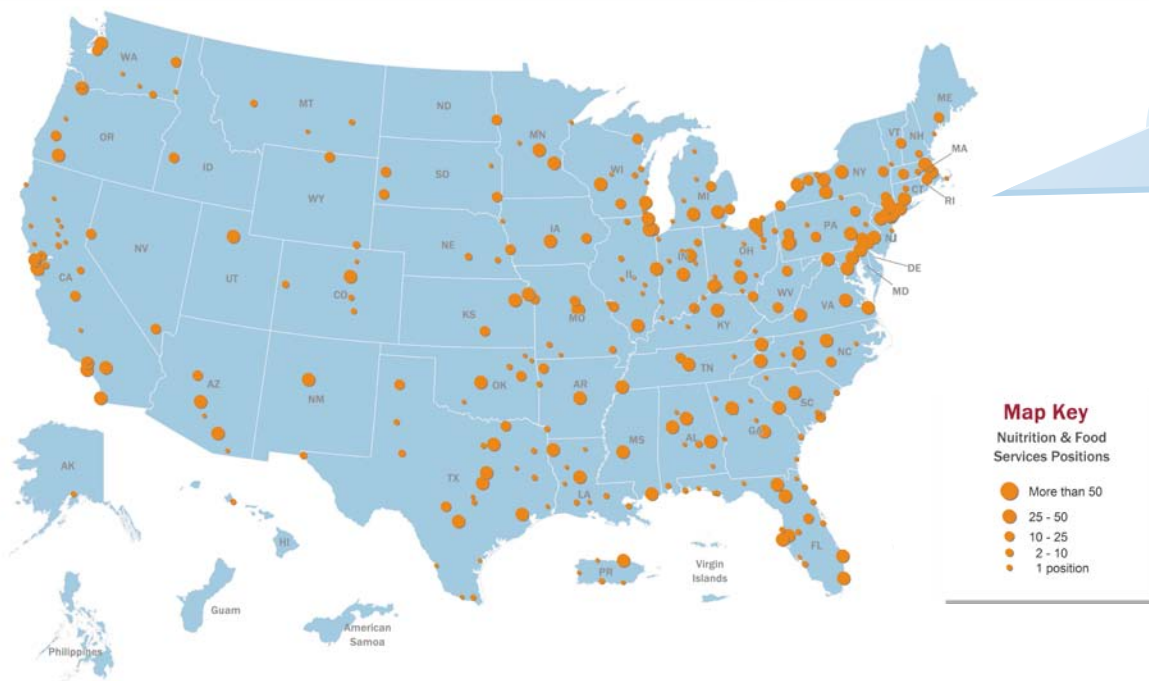 WA
MT
ND
MN
ME
VT
NH
MA
OR
ID
SD
WI
MI
NY
CT
RI
WY
IA
PA
NJ
NV
NE
IL
IN
OH
DE
MD
UT
CO
CA
KS
MO
WV
VA
KY
NC
TN
AZ
NM
OK
AR
SC
MS
AL
GA
TX
LA
FL
AK
HI
PR
Virgin
Islands
Guam
American
Samoa
Philippines
Map Key
Nuitrition & Food
Services Positions
More than 50
25 - 50
10 - 25
2 - 10
1 position